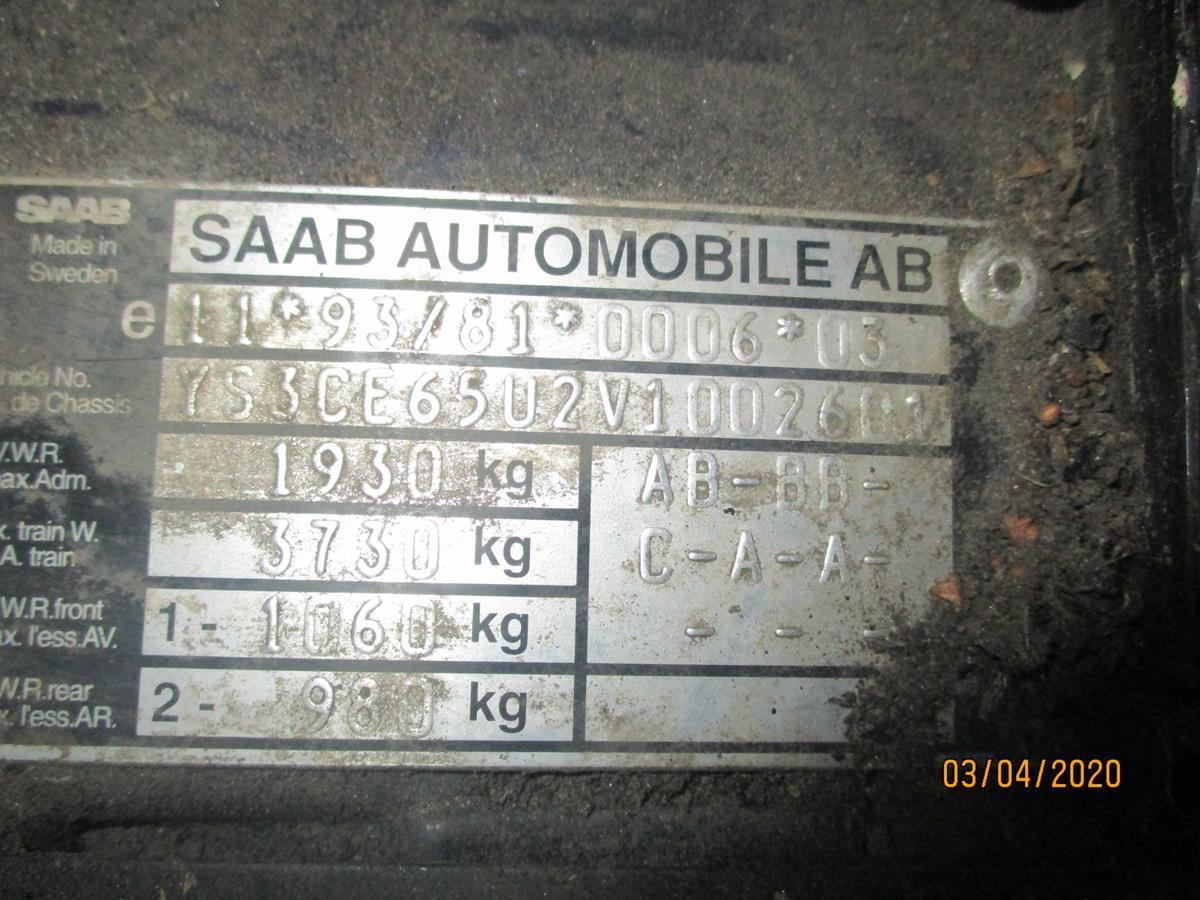 SAAB
Made in
Sweden
SAAB AUTOMOBILE AB
e 11*93/81*0006*03
hicle No.
de Chassis
YS3CE65U2V1002601
.W.R.
ax.Adm.
1930 kg
AB-BB-
x. train W.
A. train
3730 kg
C-A-A-
W.R.front
ax. l'ess.AV.
1- 1060 kg
- - -
W.R.rear
x. l'ess.AR.
2- 980 kg
03/04/2020